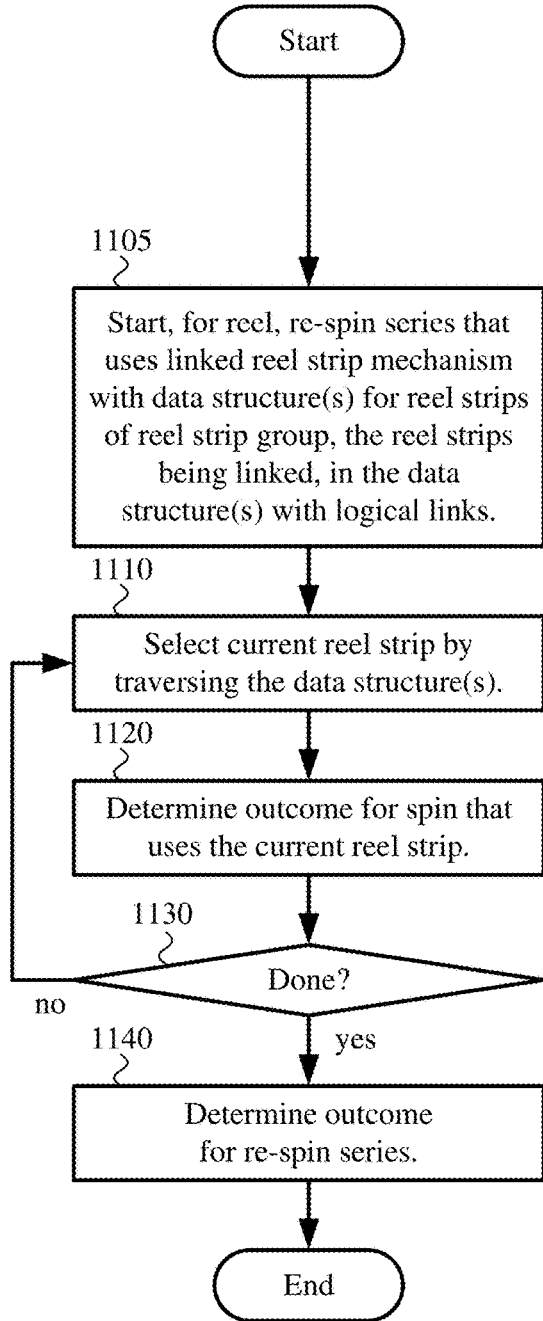 Start
1105
Start, for reel, re-spin series that
uses linked reel strip mechanism
with data structure(s) for reel strips
of reel strip group, the reel strips
being linked, in the data
structure(s) with logical links.
1110
Select current reel strip by
traversing the data structure(s).
1120
Determine outcome for spin that
uses the current reel strip.
1130
Done?
no
yes
1140
Determine outcome
for re-spin series.
End